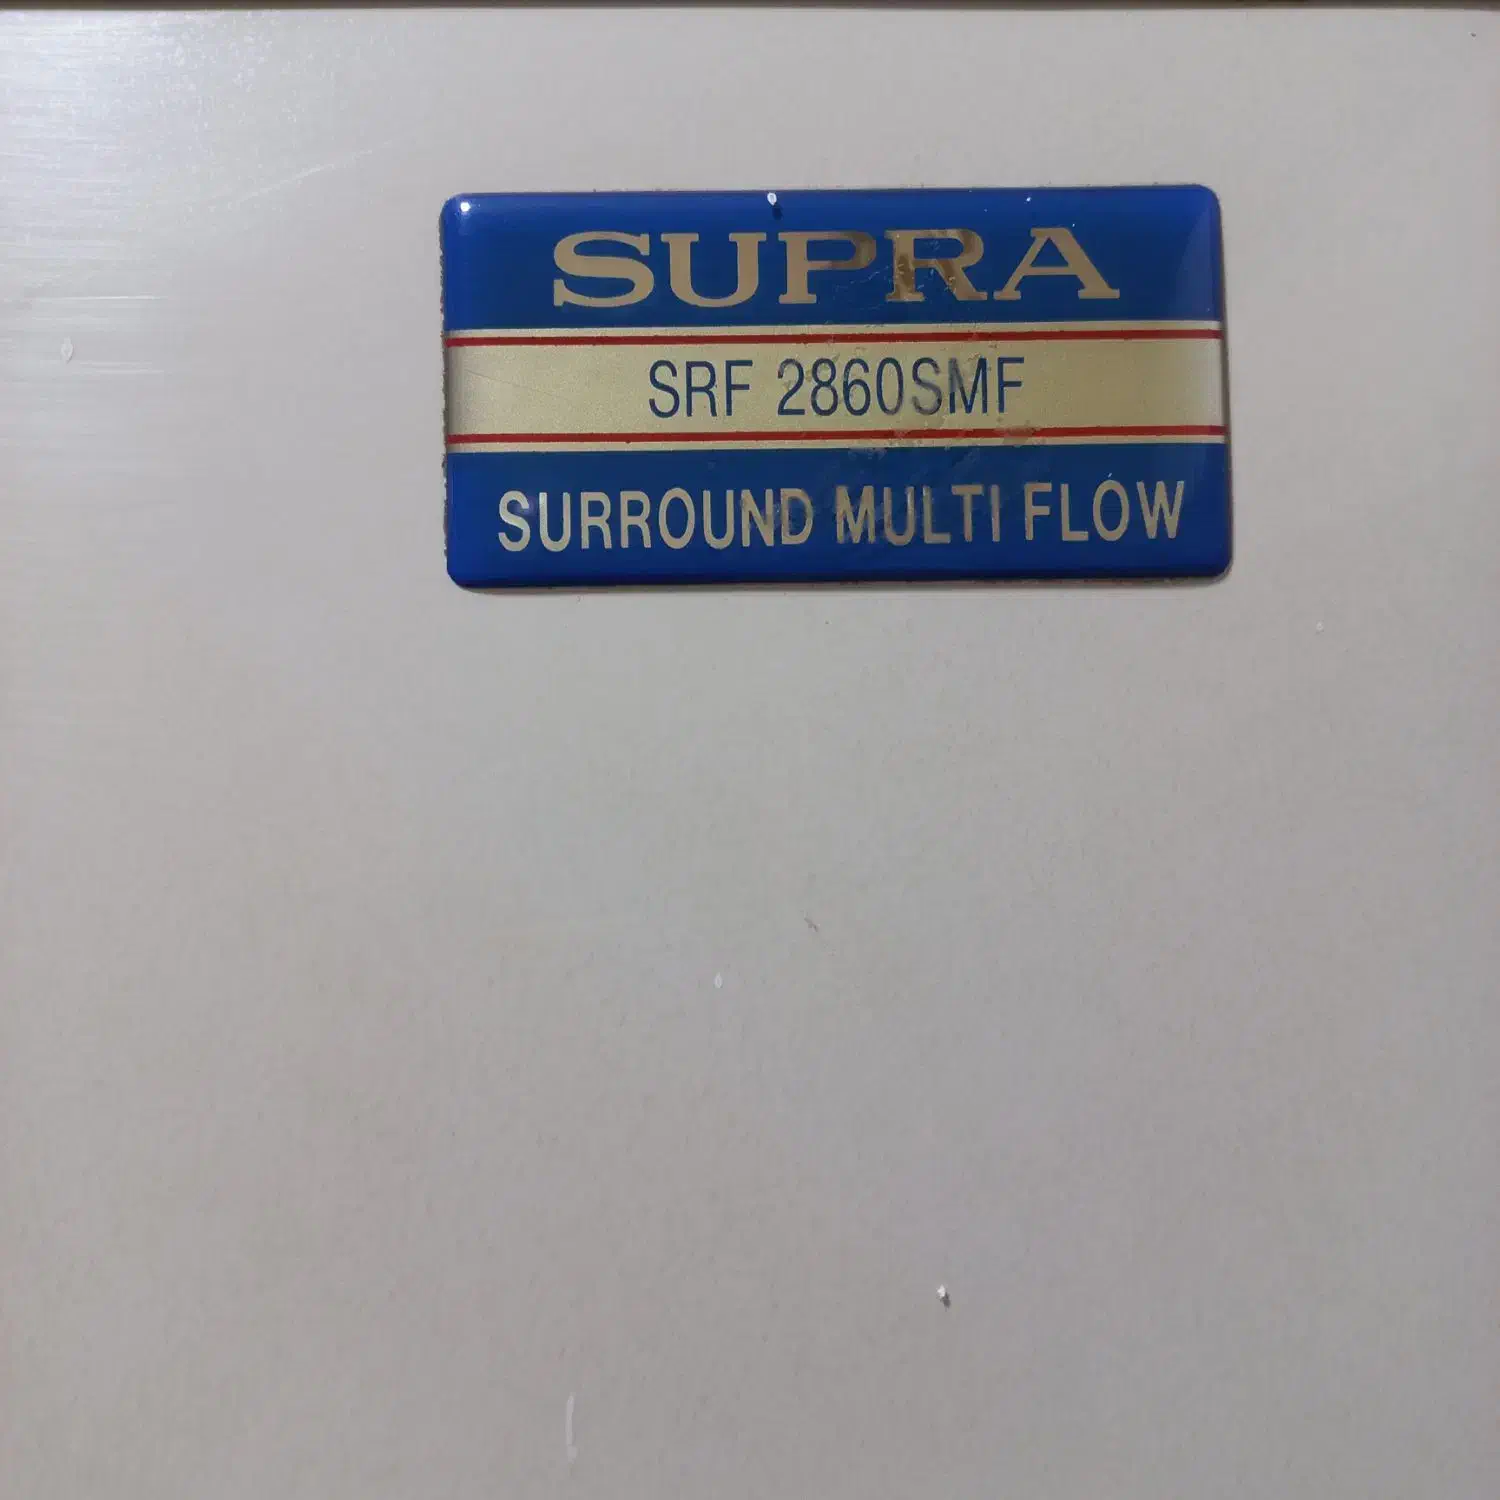 SUPRA
SRF 2860SMF
SURROUND MULTI FLOW